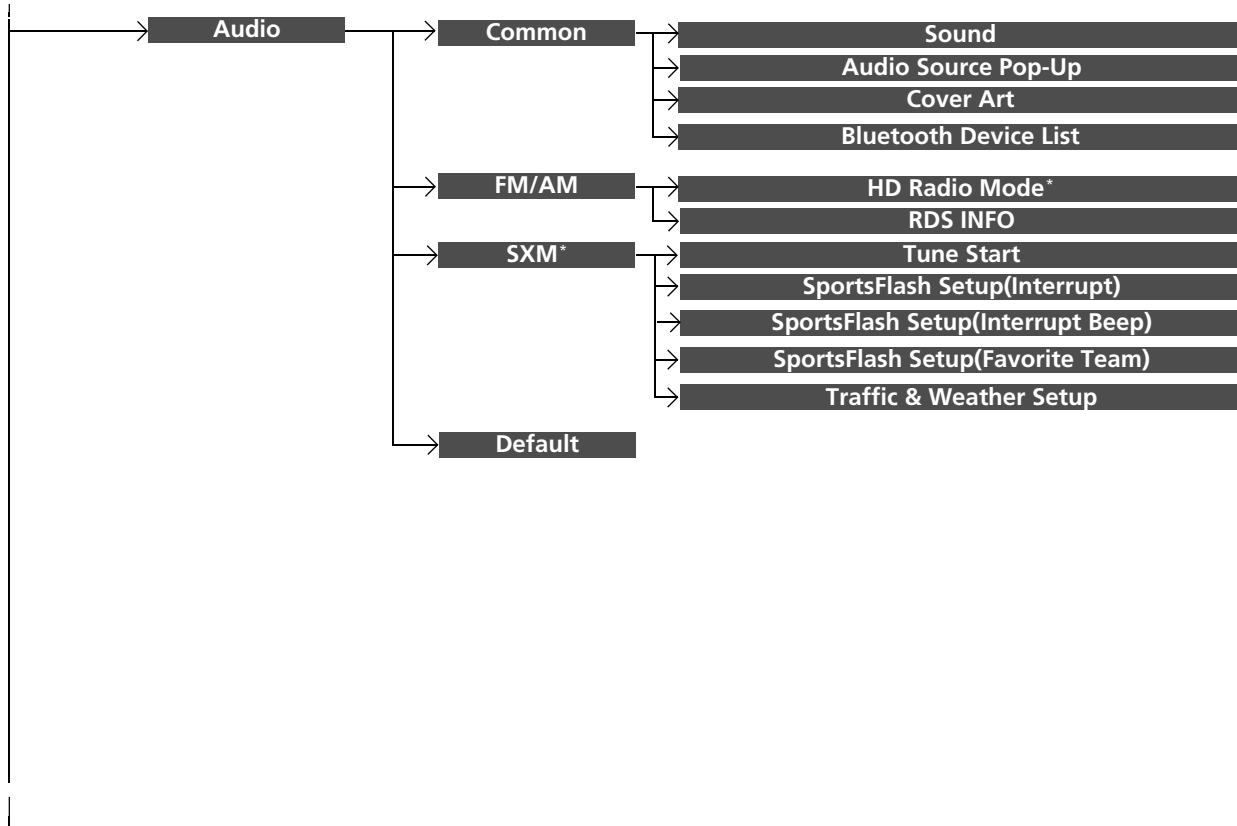 Audio
Common
Sound
Audio Source Pop-Up
Cover Art
Bluetooth Device List
FM/AM
HD Radio Mode*
RDS INFO
SXM*
Tune Start
SportsFlash Setup(Interrupt)
SportsFlash Setup(Interrupt Beep)
SportsFlash Setup(Favorite Team)
Traffic & Weather Setup
Default